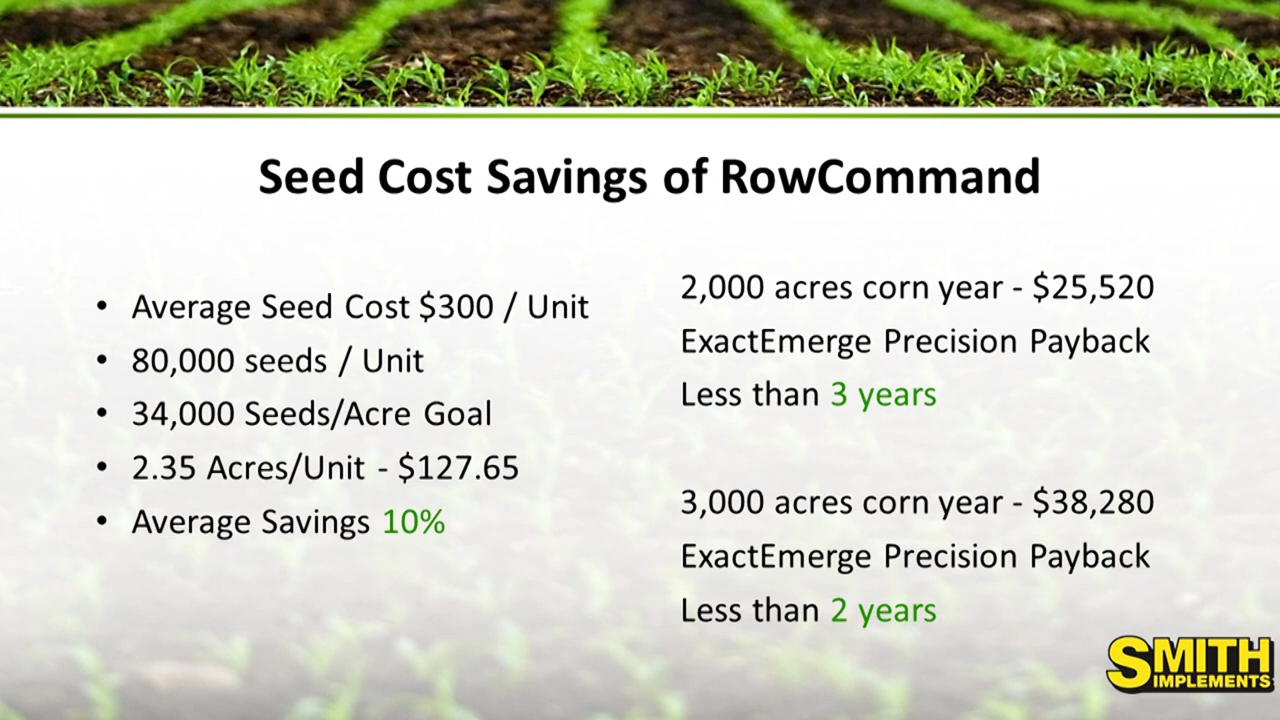 Seed Cost Savings of RowCommand
• Average Seed Cost $300 / Unit
• 80,000 seeds / Unit
• 34,000 Seeds/Acre Goal
• 2.35 Acres/Unit - $127.65
• Average Savings 10%
2,000 acres corn year - $25,520
ExactEmerge Precision Payback
Less than 3 years
3,000 acres corn year - $38,280
ExactEmerge Precision Payback
Less than 2 years
SMITH
IMPLEMENTS